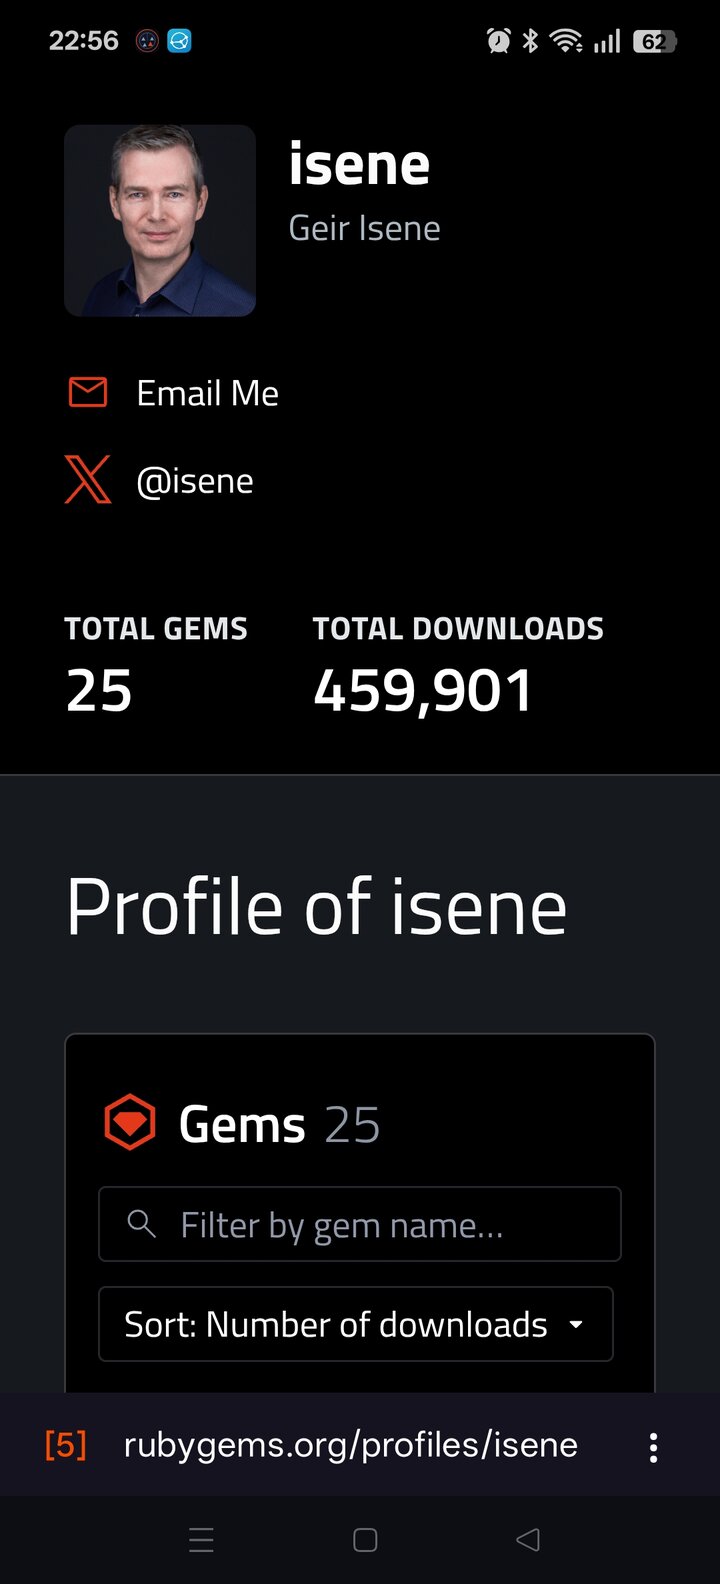 22:56
62
isene
Geir Isene
Email Me
@isene
TOTAL GEMS
TOTAL DOWNLOADS
25
459,901
Profile of isene
Gems 25
Filter by gem name...
Sort: Number of downloads
[5] rubygems.org/profiles/isene